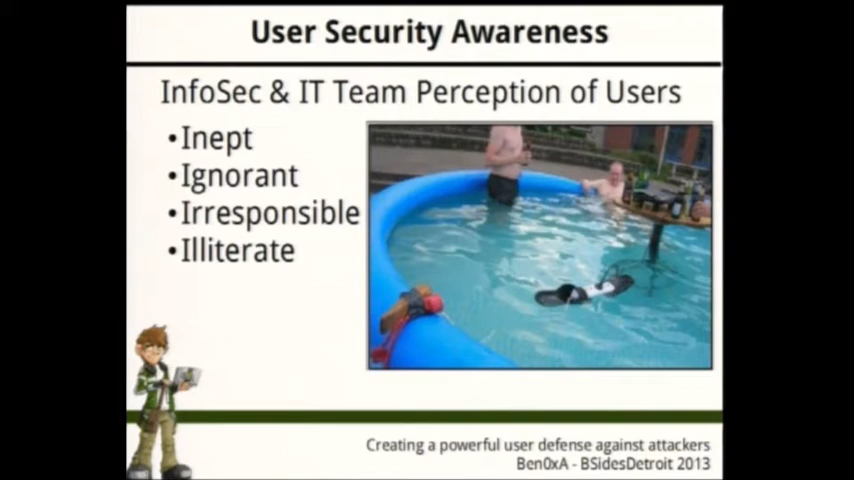 User Security Awareness
InfoSec & IT Team Perception of Users
•Inept
•Ignorant
•Irresponsible
•Illiterate
Creating a powerful user defense against attackers
Ben0xA - BSidesDetroit 2013